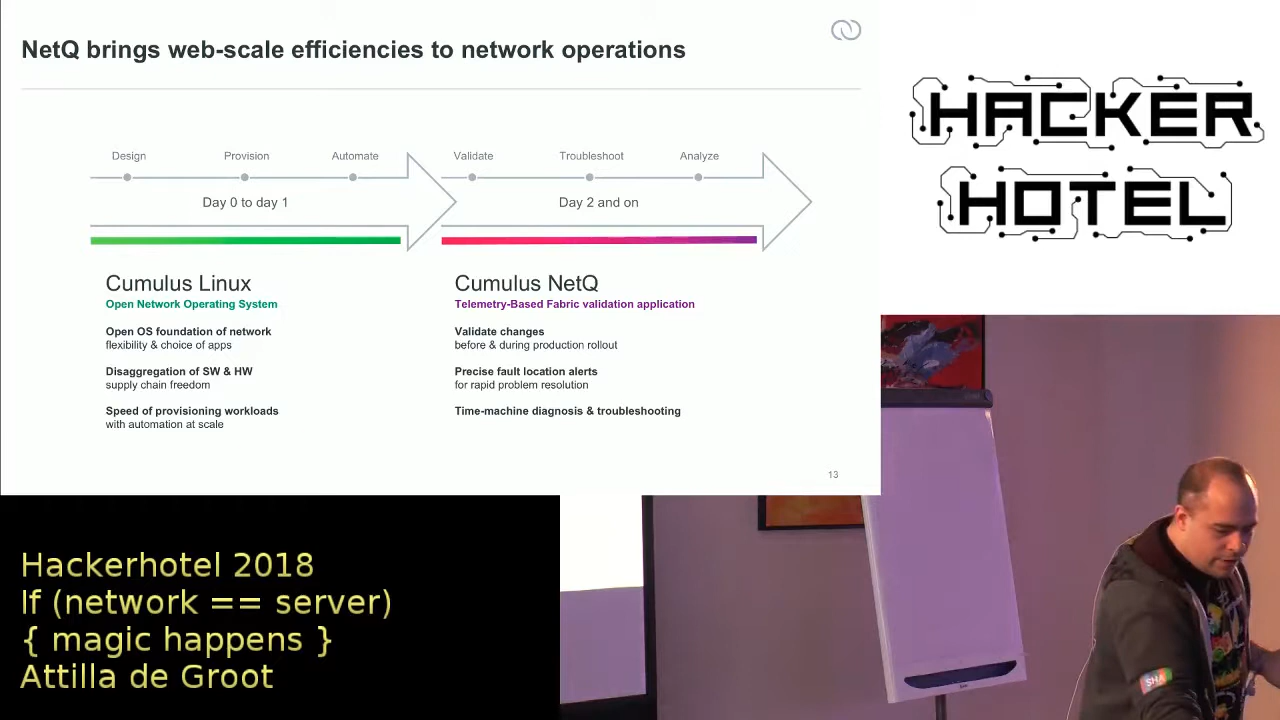 NetQ brings web-scale efficiencies to network operations
Design
Provision
Automate
Validate
Troubleshoot
Analyze
Day 0 to day 1
Day 2 and on
Cumulus Linux
Open Network Operating System
Open OS foundation of network
flexibility & choice of apps
Disaggregation of SW & HW
supply chain freedom
Speed of provisioning workloads
with automation at scale
Cumulus NetQ
Telemetry-Based Fabric validation application
Validate changes
before & during production rollout
Precise fault location alerts
for rapid problem resolution
Time-machine diagnosis & troubleshooting
13
HACKER
HOTEL
Hackerhotel 2018
If (network == server)
{ magic happens }
Attilla de Groot
SHA